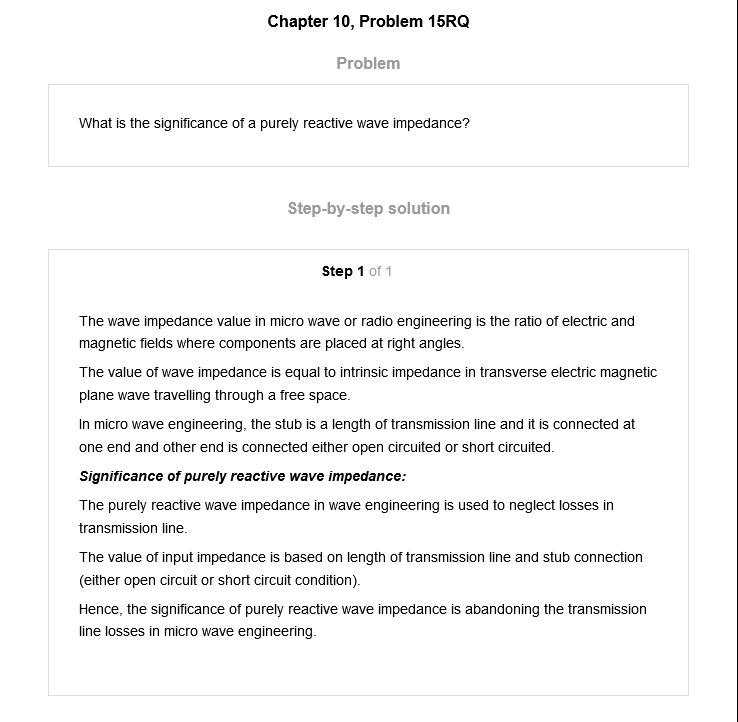 Chapter 10, Problem 15RQ
Problem
What is the significance of a purely reactive wave impedance?
Step-by-step solution
Step 1 of 1
The wave impedance value in micro wave or radio engineering is the ratio of electric and
magnetic fields where components are placed at right angles.
The value of wave impedance is equal to intrinsic impedance in transverse electric magnetic
plane wave travelling through a free space.
In micro wave engineering, the stub is a length of transmission line and it is connected at
one end and other end is connected either open circuited or short circuited.
Significance of purely reactive wave impedance:
The purely reactive wave impedance in wave engineering is used to neglect losses in
transmission line.
The value of input impedance is based on length of transmission line and stub connection
(either open circuit or short circuit condition).
Hence, the significance of purely reactive wave impedance is abandoning the transmission
line losses in micro wave engineering.